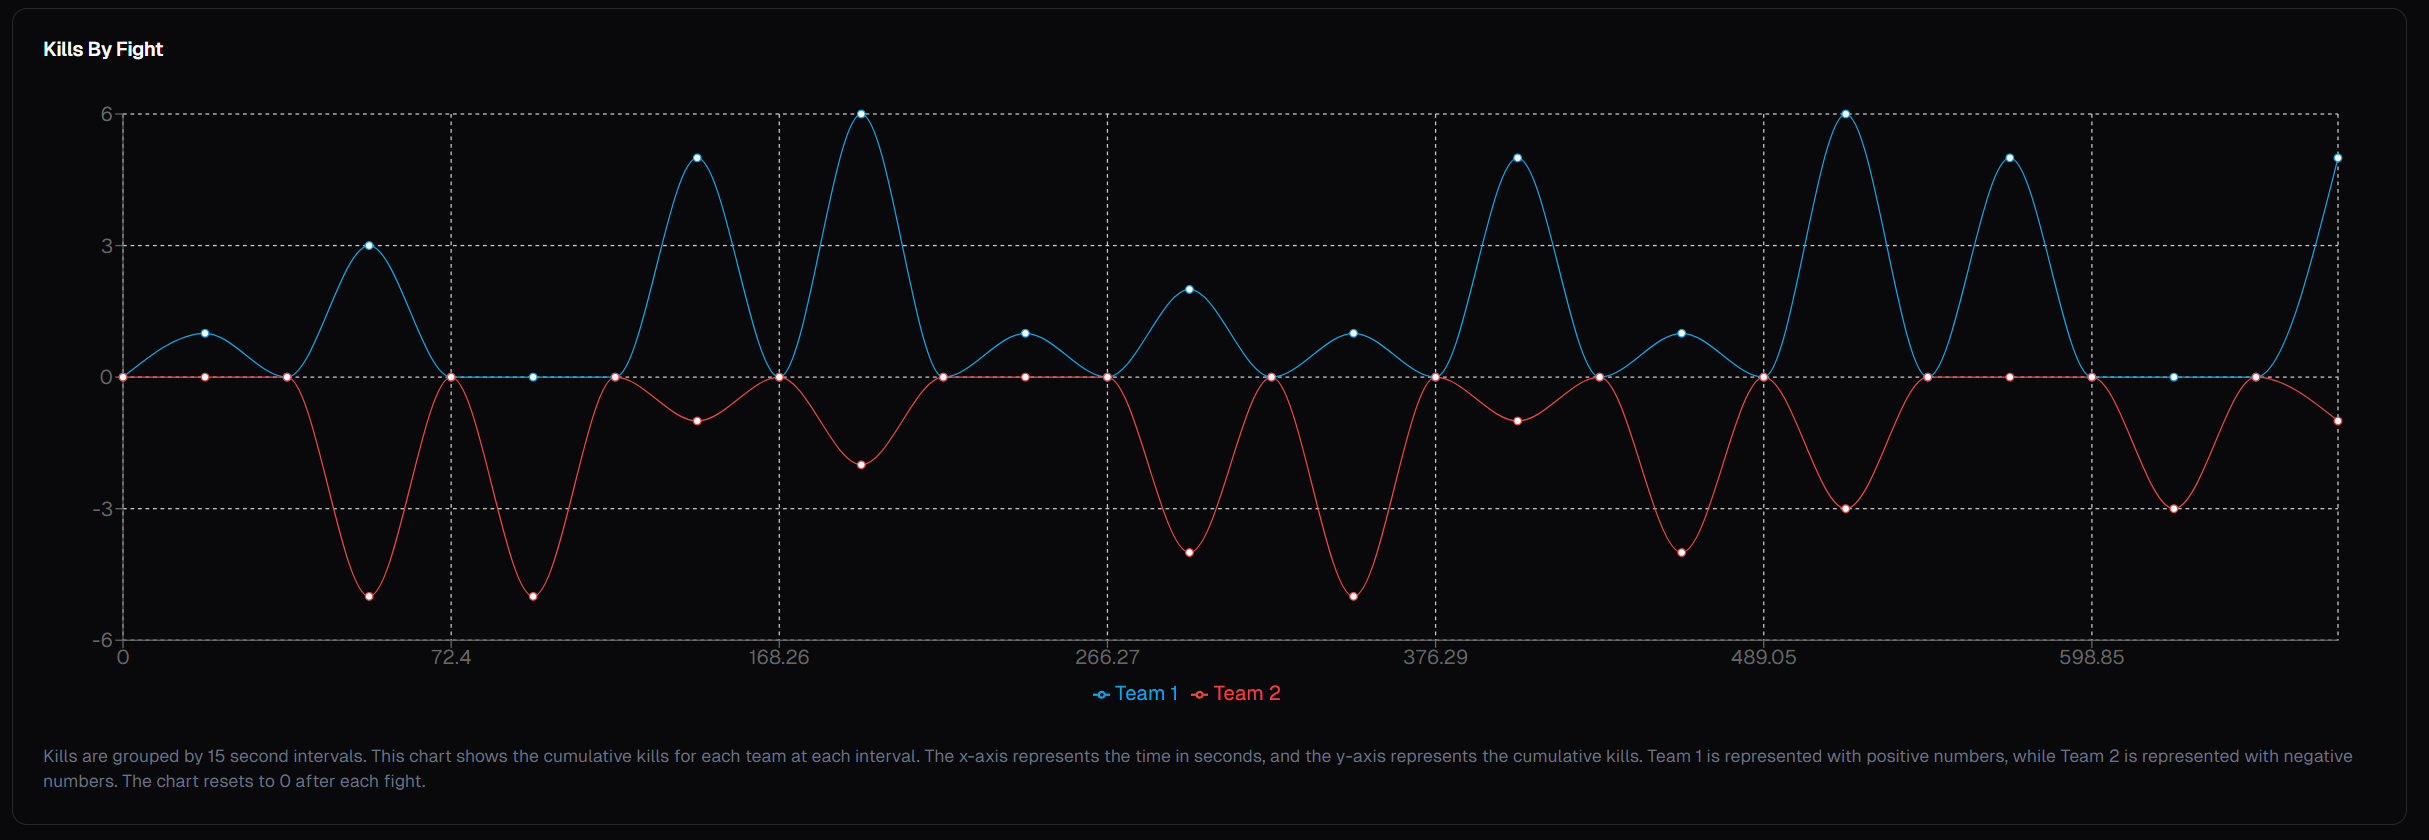 Kills By Fight
6
3
0
-3
-6
0 72.4 168.26 266.27 376.29 489.05 598.85
Team 1 Team 2
Kills are grouped by 15 second intervals. This chart shows the cumulative kills for each team at each interval. The x-axis represents the time in seconds, and the y-axis represents the cumulative kills. Team 1 is represented with positive numbers, while Team 2 is represented with negative
numbers. The chart resets to 0 after each fight.